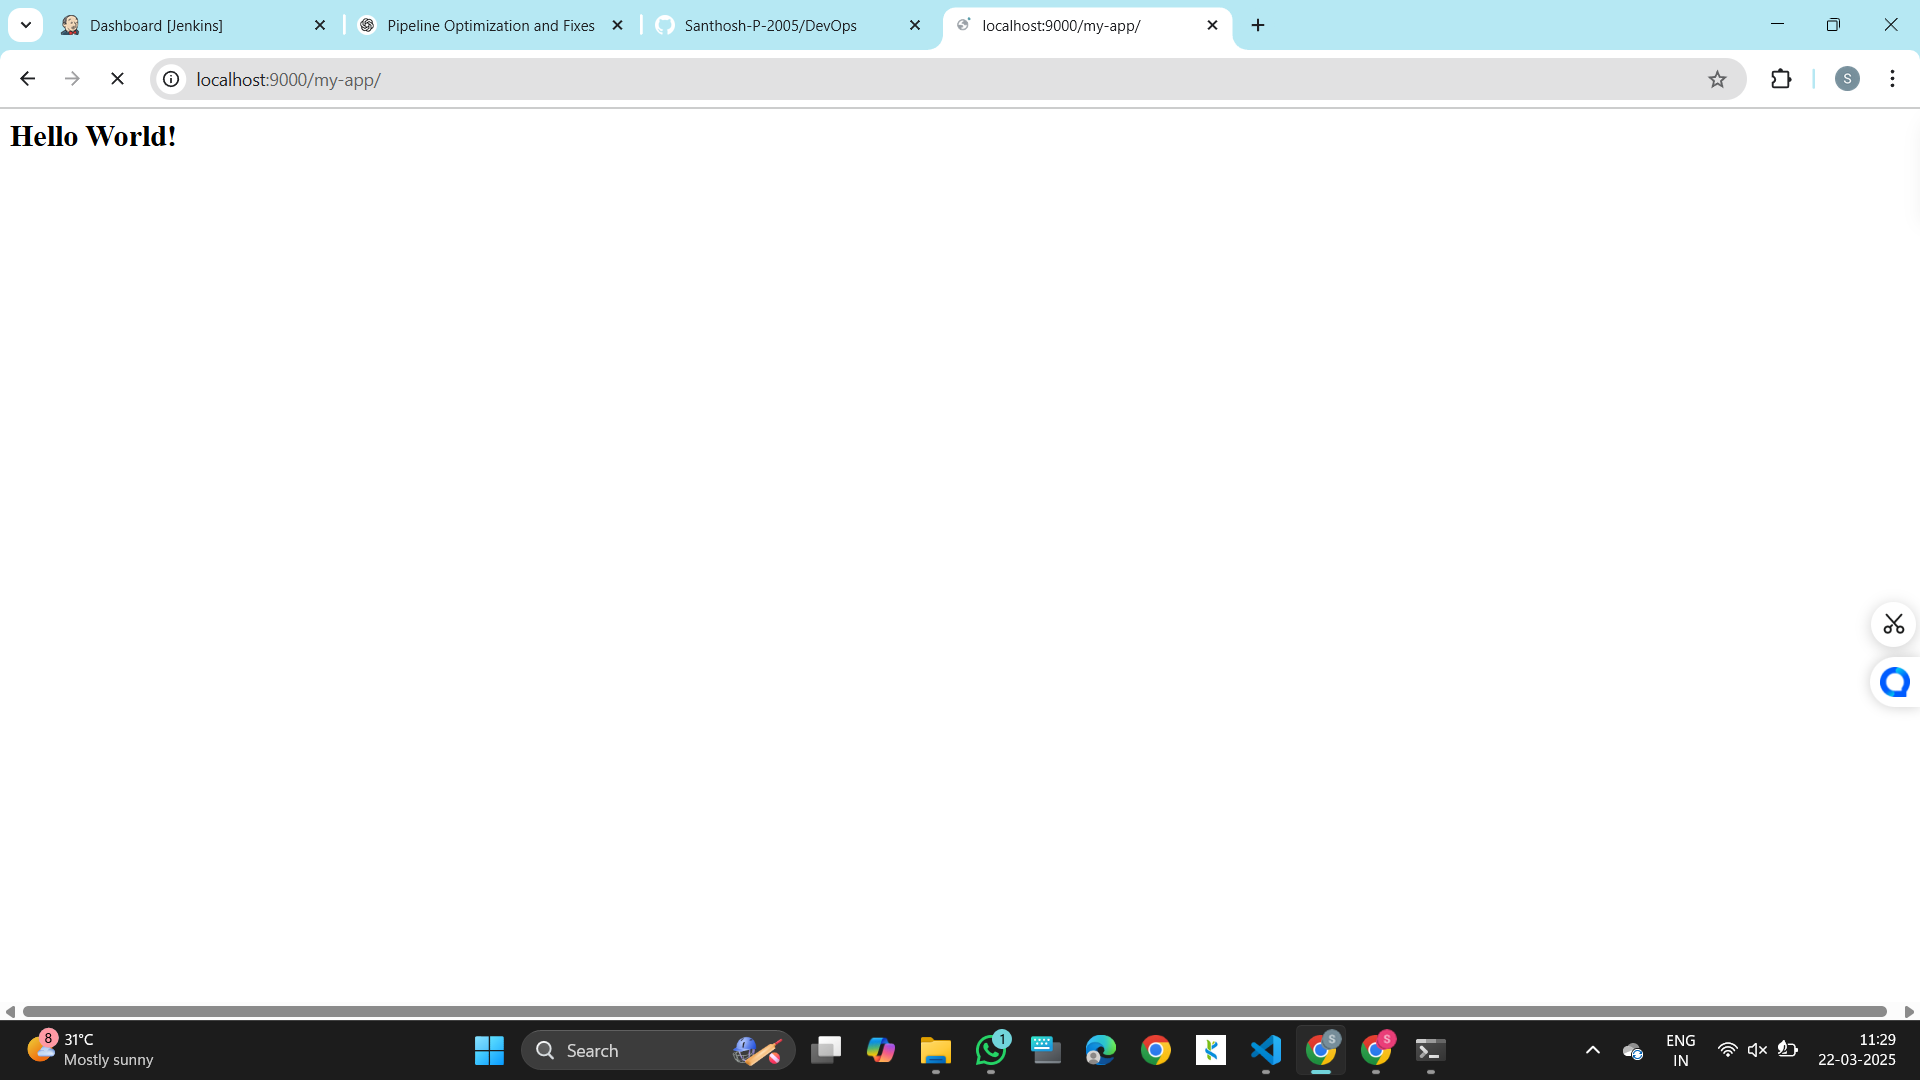 Dashboard [Jenkins]
Pipeline Optimization and Fixes
Santhosh-P-2005/DevOps
localhost:9000/my-app/
localhost:9000/my-app/
S
Hello World!
8
31°C
Mostly sunny
Search
1
S
S
ENG
IN
11:29
22-03-2025